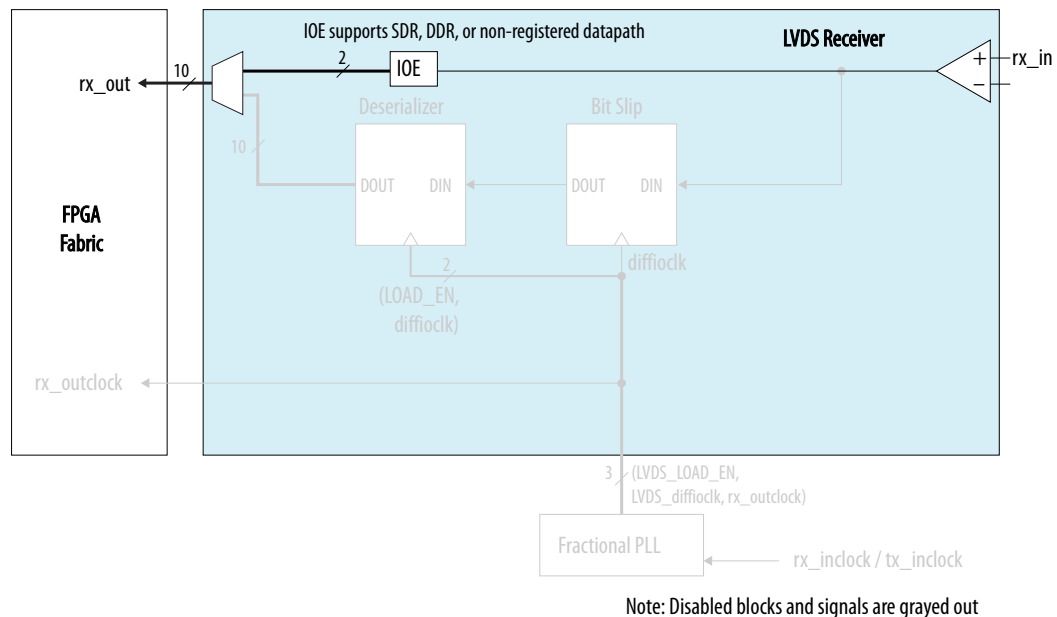 IOE supports SDR, DDR, or non-registered datapath
LVDS Receiver
2
IOE
+
rx_in
–
10
rx_out
Deserializer
Bit Slip
10
DOUT
DIN
DOUT
DIN
FPGA
Fabric
2
diffioclk
(LOAD_EN,
diffioclk)
rx_outclock
3
(LVDS_LOAD_EN,
LVDS_diffioclk, rx_outclock)
Fractional PLL
rx_inclock / tx_inclock
Note: Disabled blocks and signals are grayed out